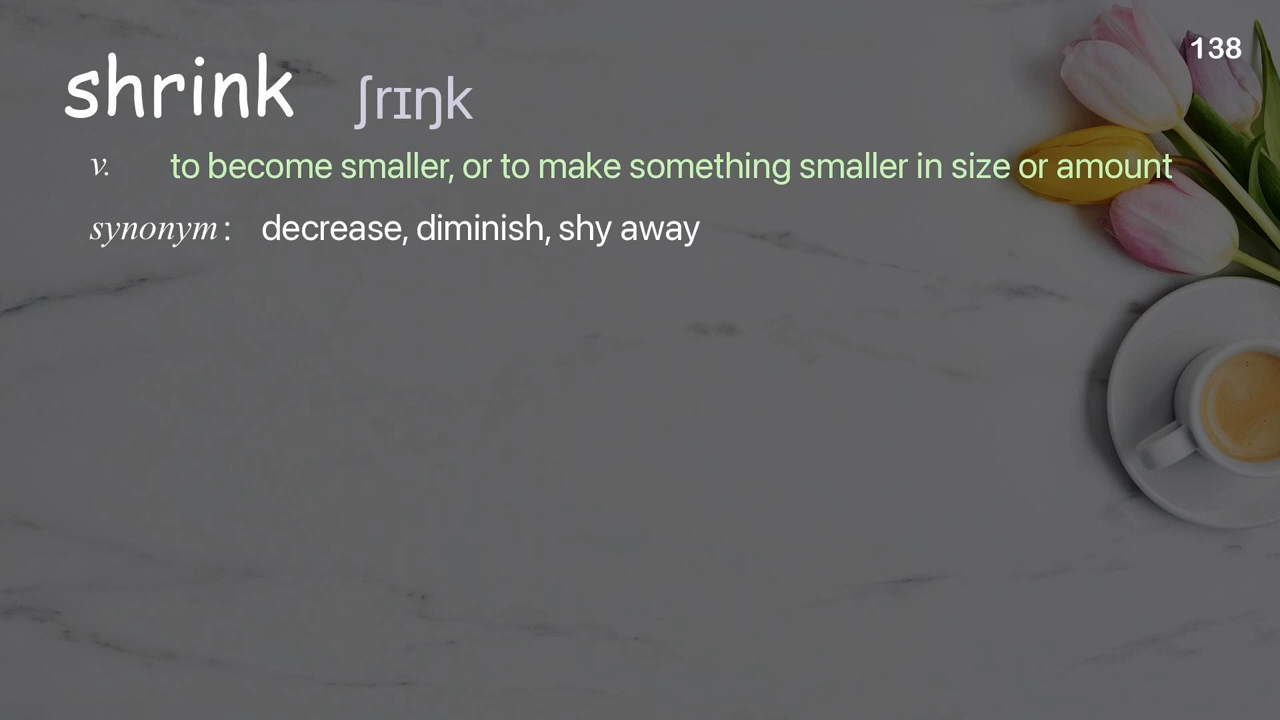 138
shrink ʃrɪŋk
v. to become smaller, or to make something smaller in size or amount
synonym : decrease, diminish, shy away